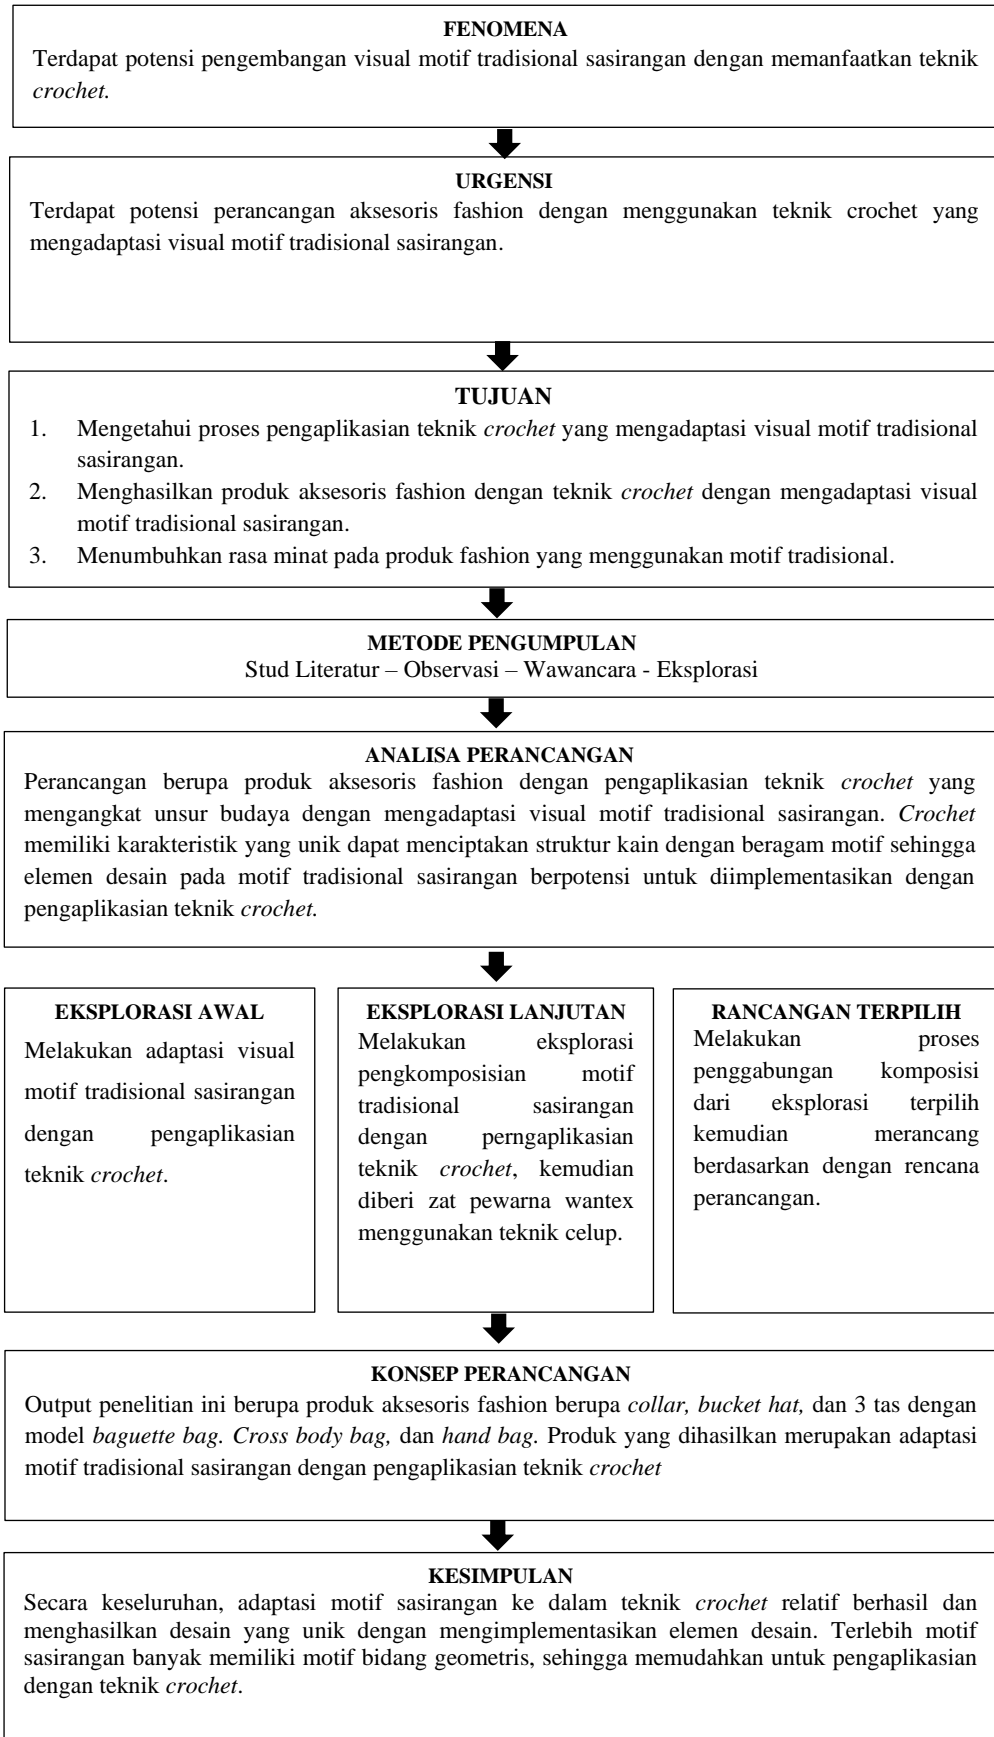 FENOMENA
Terdapat potensi pengembangan visual motif tradisional sasirangan dengan memanfaatkan teknik
crochet.
URGENSI
Terdapat potensi perancangan aksesoris fashion dengan menggunakan teknik crochet yang
mengadaptasi visual motif tradisional sasirangan.
TUJUAN
1. Mengetahui proses pengaplikasian teknik crochet yang mengadaptasi visual motif tradisional
sasirangan.
2. Menghasilkan produk aksesoris fashion dengan teknik crochet dengan mengadaptasi visual
motif tradisional sasirangan.
3. Menumbuhkan rasa minat pada produk fashion yang menggunakan motif tradisional.
METODE PENGUMPULAN
Stud Literatur – Observasi – Wawancara - Eksplorasi
ANALISA PERANCANGAN
Perancangan berupa produk aksesoris fashion dengan pengaplikasian teknik crochet yang
mengangkat unsur budaya dengan mengadaptasi visual motif tradisional sasirangan. Crochet
memiliki karakteristik yang unik dapat menciptakan struktur kain dengan beragam motif sehingga
elemen desain pada motif tradisional sasirangan berpotensi untuk diimplementasikan dengan
pengaplikasian teknik crochet.
EKSPLORASI AWAL
Melakukan adaptasi visual
motif tradisional sasirangan
dengan pengaplikasian
teknik crochet.
EKSPLORASI LANJUTAN
Melakukan eksplorasi
pengkomposisian motif
tradisional sasirangan
dengan perngaplikasian
teknik crochet, kemudian
diberi zat pewarna wantex
menggunakan teknik celup.
RANCANGAN TERPILIH
Melakukan proses
penggabungan komposisi
dari eksplorasi terpilih
kemudian merancang
berdasarkan dengan rencana
perancangan.
KONSEP PERANCANGAN
Output penelitian ini berupa produk aksesoris fashion berupa collar, bucket hat, dan 3 tas dengan
model baguette bag. Cross body bag, dan hand bag. Produk yang dihasilkan merupakan adaptasi
motif tradisional sasirangan dengan pengaplikasian teknik crochet
KESIMPULAN
Secara keseluruhan, adaptasi motif sasirangan ke dalam teknik crochet relatif berhasil dan
menghasilkan desain yang unik dengan mengimplementasikan elemen desain. Terlebih motif
sasirangan banyak memiliki motif bidang geometris, sehingga memudahkan untuk pengaplikasian
dengan teknik crochet.